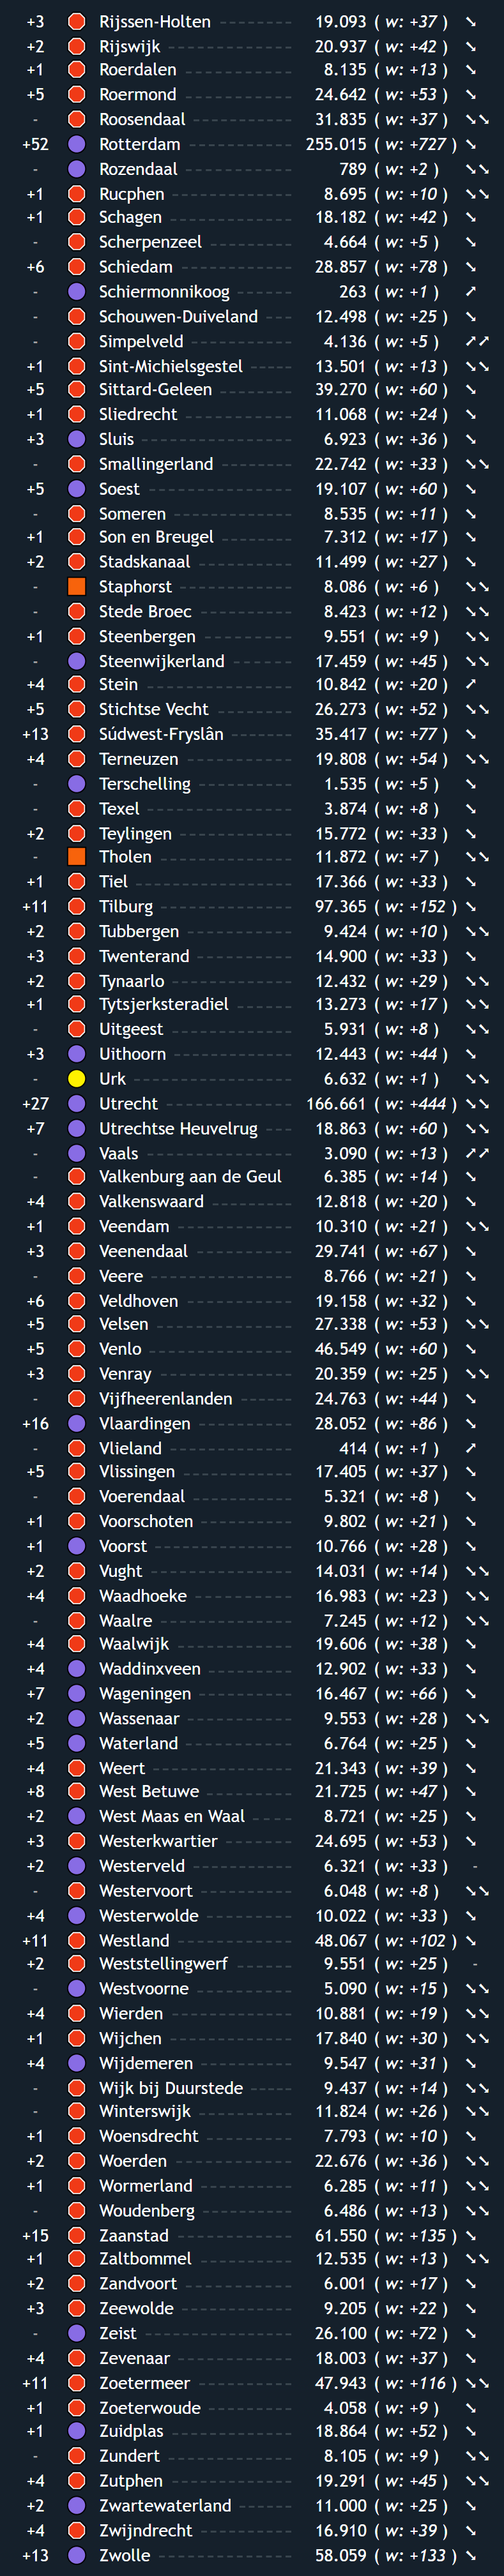 +3 Rijssen-Holten 19.093 ( w: +37 ) ↘
+2 Rijswijk 20.937 ( w: +42 ) ↘
+1 Roerdalen 8.135 ( w: +13 ) ↘
+5 Roermond 24.642 ( w: +53 ) ↘
- Roosendaal 31.835 ( w: +37 ) ↘↘
+52 Rotterdam 255.015 ( w: +727 ) ↘
- Rozendaal 789 ( w: +2 ) ↘↘
+1 Rucphen 8.695 ( w: +10 ) ↘↘
+1 Schagen 18.182 ( w: +42 ) ↘
- Scherpenzeel 4.664 ( w: +5 ) ↘
+6 Schiedam 28.857 ( w: +78 ) ↘
- Schiermonnikoog 263 ( w: +1 ) ↗
- Schouwen-Duiveland 12.498 ( w: +25 ) ↘
- Simpelveld 4.136 ( w: +5 ) ↗↗
+1 Sint-Michielsgestel 13.501 ( w: +13 ) ↘↘
+5 Sittard-Geleen 39.270 ( w: +60 ) ↘
+1 Sliedrecht 11.068 ( w: +24 ) ↘
+3 Sluis 6.923 ( w: +36 ) ↘
- Smallingerland 22.742 ( w: +33 ) ↘↘
+5 Soest 19.107 ( w: +60 ) ↘
- Someren 8.535 ( w: +11 ) ↘
+1 Son en Breugel 7.312 ( w: +17 ) ↘
+2 Stadskanaal 11.499 ( w: +27 ) ↘
- Staphorst 8.086 ( w: +6 ) ↘↘
- Stede Broec 8.423 ( w: +12 ) ↘↘
+1 Steenbergen 9.551 ( w: +9 ) ↘↘
- Steenwijkerland 17.459 ( w: +45 ) ↘↘
+4 Stein 10.842 ( w: +20 ) ↗
+5 Stichtse Vecht 26.273 ( w: +52 ) ↘↘
+13 Súdwest-Fryslân 35.417 ( w: +77 ) ↘
+4 Terneuzen 19.808 ( w: +54 ) ↘↘
- Terschelling 1.535 ( w: +5 ) ↘
- Texel 3.874 ( w: +8 ) ↘
+2 Teylingen 15.772 ( w: +33 ) ↘
- Tholen 11.872 ( w: +7 ) ↘↘
+1 Tiel 17.366 ( w: +33 ) ↘
+11 Tilburg 97.365 ( w: +152 ) ↘
+2 Tubbergen 9.424 ( w: +10 ) ↘↘
+3 Twenterand 14.900 ( w: +33 ) ↘
+2 Tynaarlo 12.432 ( w: +29 ) ↘↘
+1 Tytsjerksteradiel 13.273 ( w: +17 ) ↘↘
- Uitgeest 5.931 ( w: +8 ) ↘↘
+3 Uithoorn 12.443 ( w: +44 ) ↘
- Urk 6.632 ( w: +1 ) ↘↘
+27 Utrecht 166.661 ( w: +444 ) ↘↘
+7 Utrechtse Heuvelrug 18.863 ( w: +60 ) ↘↘
- Vaals 3.090 ( w: +13 ) ↗↗
- Valkenburg aan de Geul 6.385 ( w: +14 ) ↘
+4 Valkenswaard 12.818 ( w: +20 ) ↘
+1 Veendam 10.310 ( w: +21 ) ↘↘
+3 Veenendaal 29.741 ( w: +67 ) ↘
- Veere 8.766 ( w: +21 ) ↘
+6 Veldhoven 19.158 ( w: +32 ) ↘
+5 Velsen 27.338 ( w: +53 ) ↘↘
+5 Venlo 46.549 ( w: +60 ) ↘
+3 Venray 20.359 ( w: +25 ) ↘↘
- Vijfheerenlanden 24.763 ( w: +44 ) ↘
+16 Vlaardingen 28.052 ( w: +86 ) ↘
- Vlieland 414 ( w: +1 ) ↗
+5 Vlissingen 17.405 ( w: +37 ) ↘
- Voerendaal 5.321 ( w: +8 ) ↘
+1 Voorschoten 9.802 ( w: +21 ) ↘
+1 Voorst 10.766 ( w: +28 ) ↘
+2 Vught 14.031 ( w: +14 ) ↘↘
+4 Waadhoeke 16.983 ( w: +23 ) ↘↘
- Waalre 7.245 ( w: +12 ) ↘↘
+4 Waalwijk 19.606 ( w: +38 ) ↘
+4 Waddinxveen 12.902 ( w: +33 ) ↘
+7 Wageningen 16.467 ( w: +66 ) ↘
+2 Wassenaar 9.553 ( w: +28 ) ↘↘
+5 Waterland 6.764 ( w: +25 ) ↘
+4 Weert 21.343 ( w: +39 ) ↘
+8 West Betuwe 21.725 ( w: +47 ) ↘
+2 West Maas en Waal 8.721 ( w: +25 ) ↘
+3 Westerkwartier 24.695 ( w: +53 ) ↘
+2 Westerveld 6.321 ( w: +33 ) -
- Westervoort 6.048 ( w: +8 ) ↘↘
+4 Westerwolde 10.022 ( w: +33 ) ↘
+11 Westland 48.067 ( w: +102 ) ↘
+2 Weststellingwerf 9.551 ( w: +25 ) -
- Westvoorne 5.090 ( w: +15 ) ↘↘
+4 Wierden 10.881 ( w: +19 ) ↘↘
+1 Wijchen 17.840 ( w: +30 ) ↘↘
+4 Wijdemeren 9.547 ( w: +31 ) ↘
- Wijk bij Duurstede 9.437 ( w: +14 ) ↘↘
- Winterswijk 11.824 ( w: +26 ) ↘↘
+1 Woensdrecht 7.793 ( w: +10 ) ↘
+2 Woerden 22.676 ( w: +36 ) ↘↘
+1 Wormerland 6.285 ( w: +11 ) ↘↘
- Woudenberg 6.486 ( w: +13 ) ↘↘
+15 Zaanstad 61.550 ( w: +135 ) ↘
+1 Zaltbommel 12.535 ( w: +13 ) ↘↘
+2 Zandvoort 6.001 ( w: +17 ) ↘
+3 Zeewolde 9.205 ( w: +22 ) ↘
- Zeist 26.100 ( w: +72 ) ↘
+4 Zevenaar 18.003 ( w: +37 ) ↘
+11 Zoetermeer 47.943 ( w: +116 ) ↘↘
+1 Zoeterwoude 4.058 ( w: +9 ) ↘
+1 Zuidplas 18.864 ( w: +52 ) ↘
- Zundert 8.105 ( w: +9 ) ↘↘
+4 Zutphen 19.291 ( w: +45 ) ↘↘
+2 Zwartewaterland 11.000 ( w: +25 ) ↘
+4 Zwijndrecht 16.910 ( w: +39 ) ↘
+13 Zwolle 58.059 ( w: +133 ) ↘